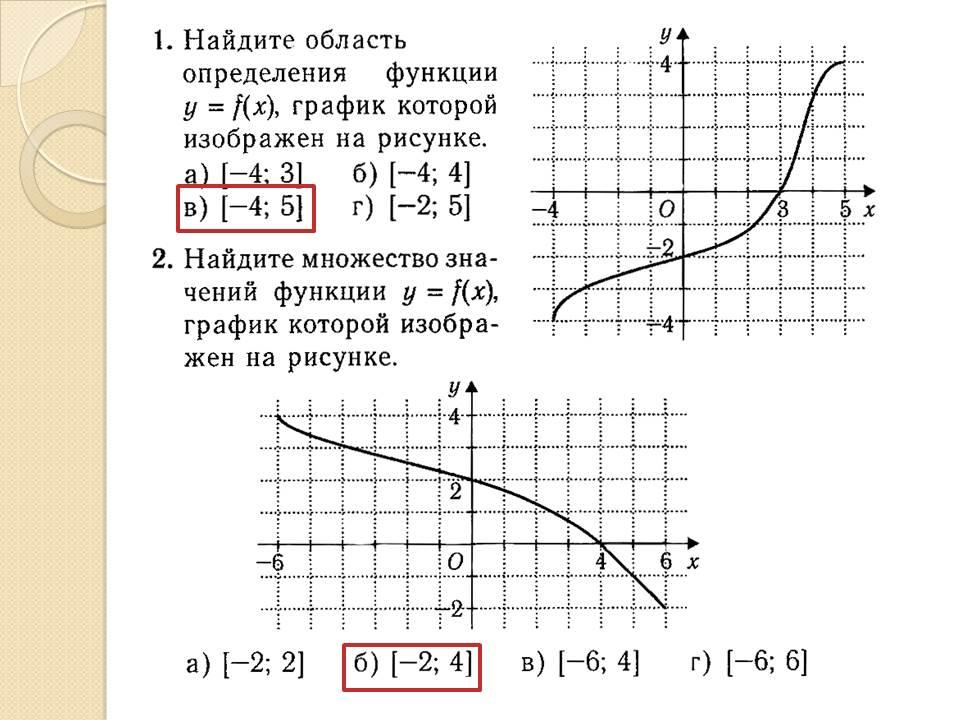 1. Найдите область
определения функции
y = f(x), график которой
изображен на рисунке.
а) [−4; 3] б) [−4; 4]
в) [−4; 5] г) [−2; 5]
y
4
−4 O 3 5 x
−2
−4
2. Найдите множество зна-
чений функции y = f(x),
график которой изобра-
жен на рисунке.
y
4
2
−6 O 4 6 x
−2
а) [−2; 2] б) [−2; 4] в) [−6; 4] г) [−6; 6]